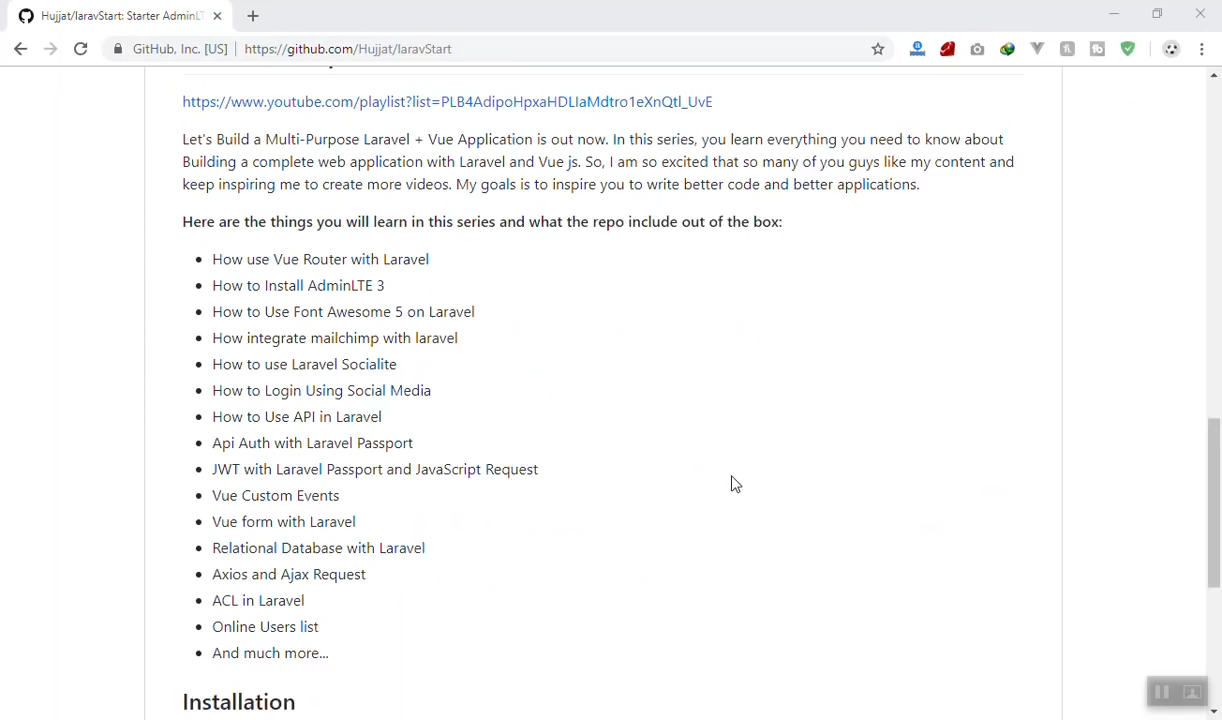 Hujjat/laravStart: Starter AdminLT
GitHub, Inc. [US] https://github.com/Hujjat/laravStart
https://www.youtube.com/playlist?list=PLB4AdipoHpxaHDLIaMdtro1eXnQtl_UvE
Let's Build a Multi-Purpose Laravel + Vue Application is out now. In this series, you learn everything you need to know about
Building a complete web application with Laravel and Vue js. So, I am so excited that so many of you guys like my content and
keep inspiring me to create more videos. My goals is to inspire you to write better code and better applications.
Here are the things you will learn in this series and what the repo include out of the box:
How use Vue Router with Laravel
How to Install AdminLTE 3
How to Use Font Awesome 5 on Laravel
How integrate mailchimp with laravel
How to use Laravel Socialite
How to Login Using Social Media
How to Use API in Laravel
Api Auth with Laravel Passport
JWT with Laravel Passport and JavaScript Request
Vue Custom Events
Vue form with Laravel
Relational Database with Laravel
Axios and Ajax Request
ACL in Laravel
Online Users list
And much more...
Installation